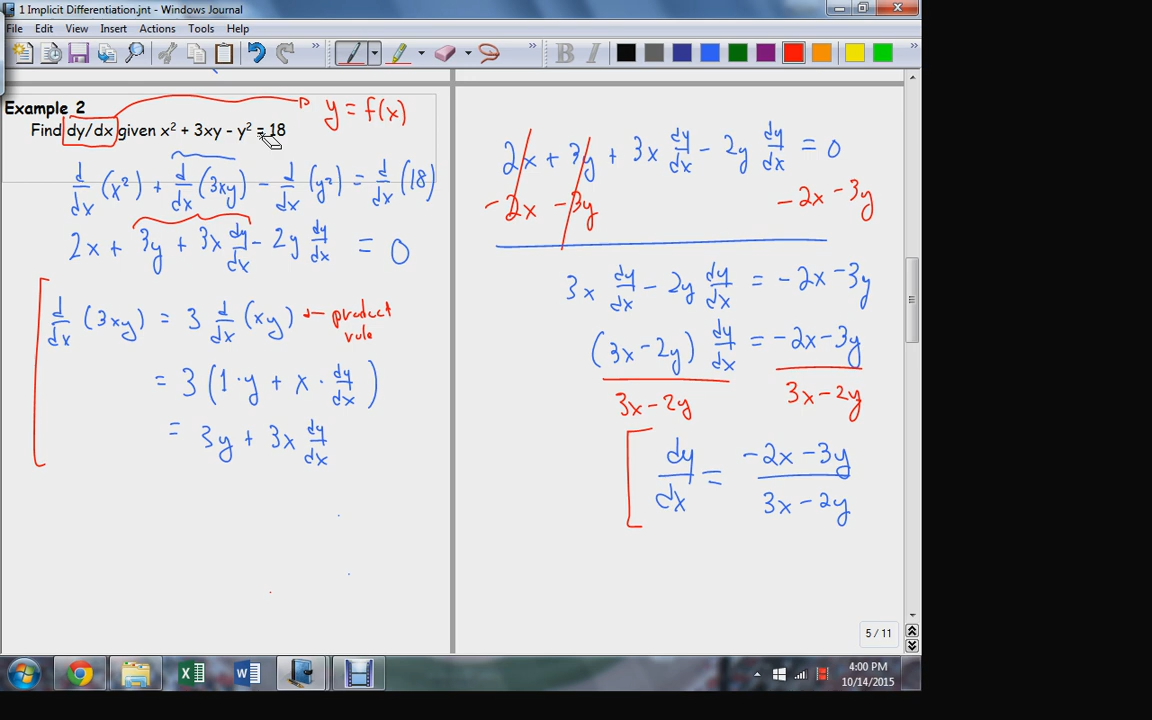 1 Implicit Differentiation.jnt - Windows Journal
File Edit View Insert Actions Tools Help
B I U
Example 2
y = f(x)
Find dy/dx given x² + 3xy - y² = 18
d/dx (x²) + d/dx (3xy) - d/dx (y²) = d/dx (18)
2x + 3y + 3x dy/dx - 2y dy/dx = 0
d/dx (3xy) = 3 d/dx (xy) ← product rule
= 3 (1·y + x · dy/dx)
= 3y + 3x dy/dx
2x + 3y + 3x dy/dx - 2y dy/dx = 0
-2x -3y -2x -3y
3x dy/dx - 2y dy/dx = -2x -3y
(3x - 2y) dy/dx = -2x - 3y
3x - 2y 3x - 2y
dy/dx = -2x - 3y / 3x - 2y
5 / 11
4:00 PM
10/14/2015